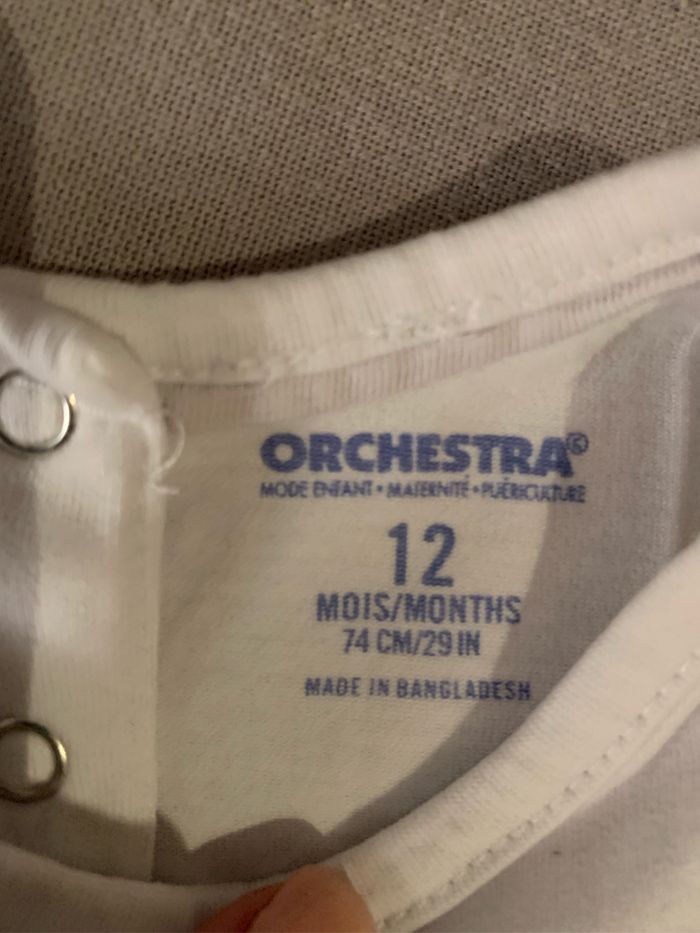 ORCHESTRA®
MODE ENFANT • MATERNITÉ • PUÉRICULTURE
12
MOIS/MONTHS
74 CM/29 IN
MADE IN BANGLADESH